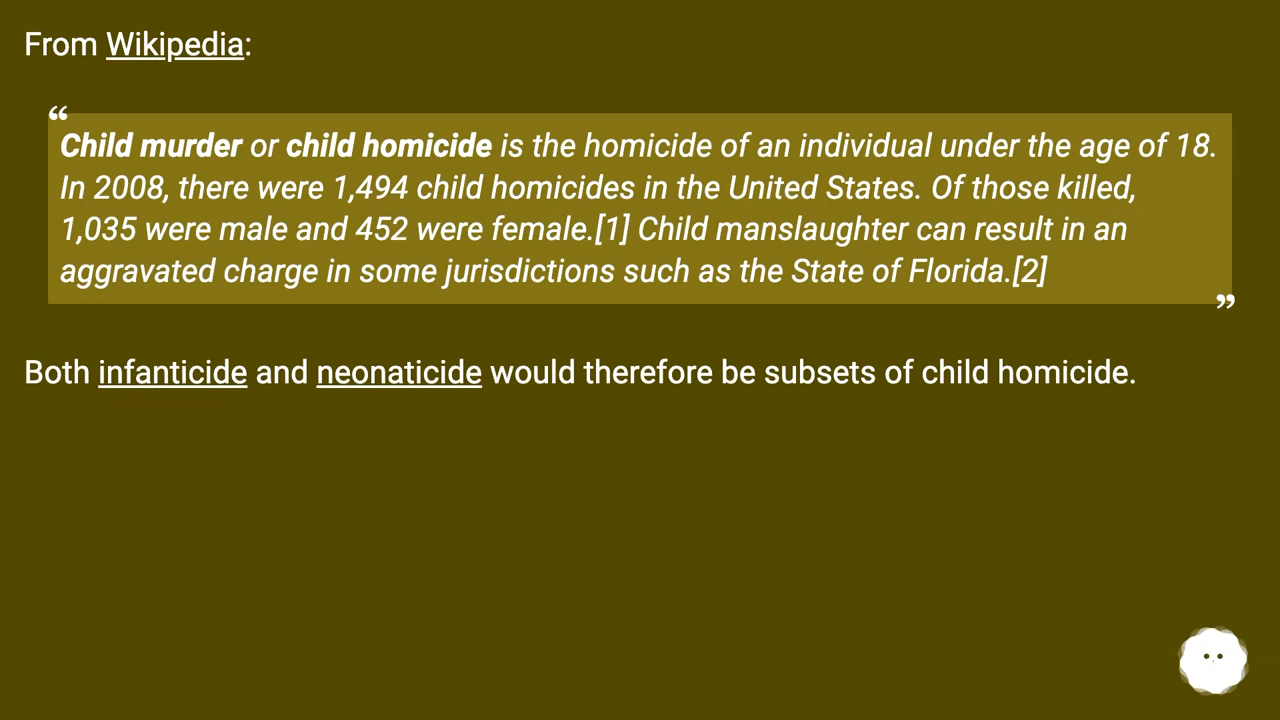 From Wikipedia:
“
Child murder or child homicide is the homicide of an individual under the age of 18.
In 2008, there were 1,494 child homicides in the United States. Of those killed,
1,035 were male and 452 were female.[1] Child manslaughter can result in an
aggravated charge in some jurisdictions such as the State of Florida.[2]
”
Both infanticide and neonaticide would therefore be subsets of child homicide.